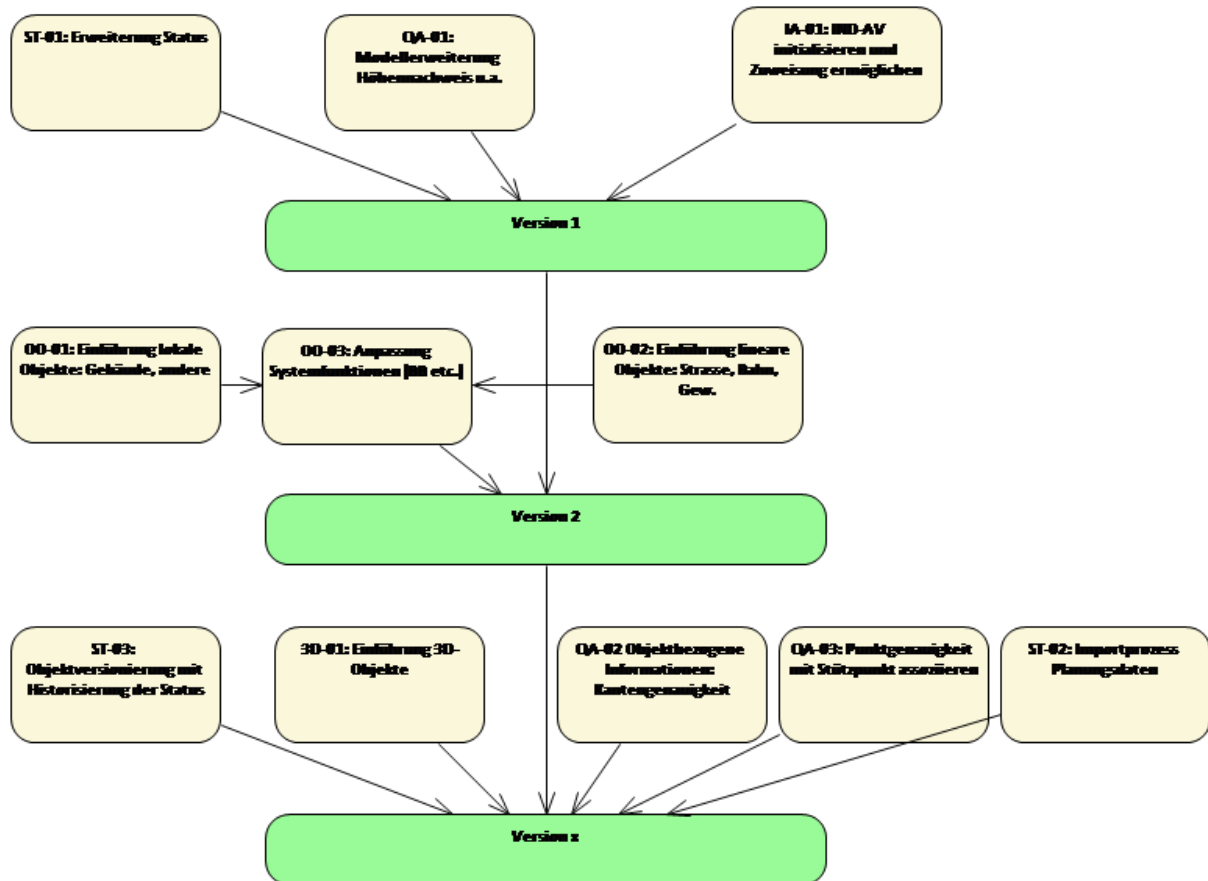 ST-01: Erweiterung Status
QA-01:
Modellerweiterung
Höhennachweis u.a.
IA-01: IND-AV
initialisieren und
Zuweisung ermöglichen
Version 1
OO-01: Einführung lokale
Objekte: Gebäude, andere
OO-03: Anpassung
Systemfunktionen etc.]
OO-02: Einführung lineare
Objekte: Strasse, Bahn,
Gew.
Version 2
ST-03:
Objektversionierung mit
Historisierung der Status
3D-01: Einführung 3D-
Objekte
QA-02 Objektbezogene
Informationen:
Kantengenauigkeit
QA-03: Punktgenauigkeit
mit Stützpunkt assoziieren
ST-02: Importprozess
Planungsdaten
Version x